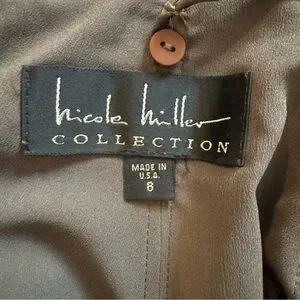 nicole miller
COLLECTION
MADE IN
U.S.A.
8